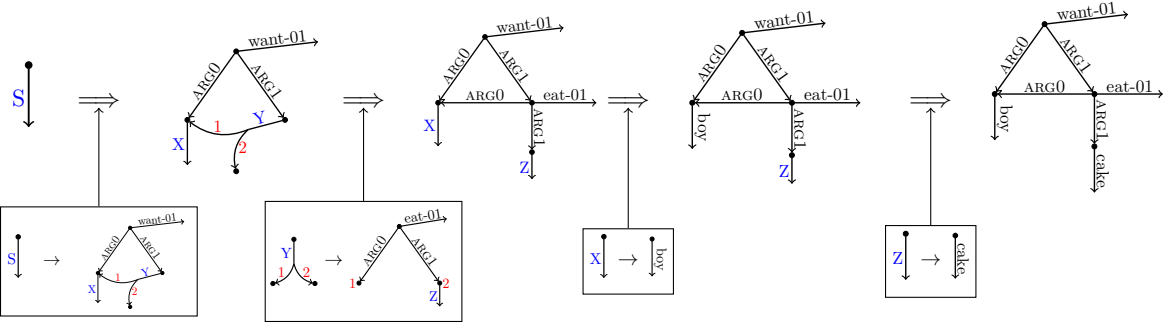 S
⟹
want-01
ARG0
ARG1
X
1
Y
2
⟹
want-01
ARG0
ARG1
ARG0
eat-01
X
ARG1
Z
⟹
want-01
ARG0
ARG1
ARG0
eat-01
boy
ARG1
Z
⟹
want-01
ARG0
ARG1
ARG0
eat-01
boy
ARG1
cake
S
→
want-01
ARG0
ARG1
X
1
Y
2
Y
1
2
→
eat-01
ARG0
ARG1
1
2
Z
X
→
boy
Z
→
cake